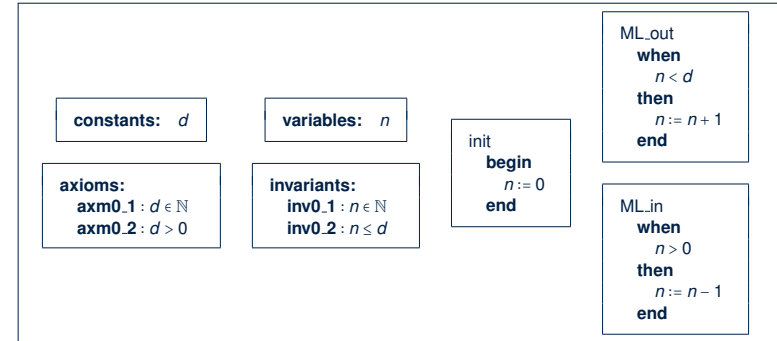 constants: d
axioms:
axm0_1 : d ∈ ℕ
axm0_2 : d > 0
variables: n
invariants:
inv0_1 : n ∈ ℕ
inv0_2 : n ≤ d
init
begin
n := 0
end
ML_out
when
n < d
then
n := n + 1
end
ML_in
when
n > 0
then
n := n − 1
end